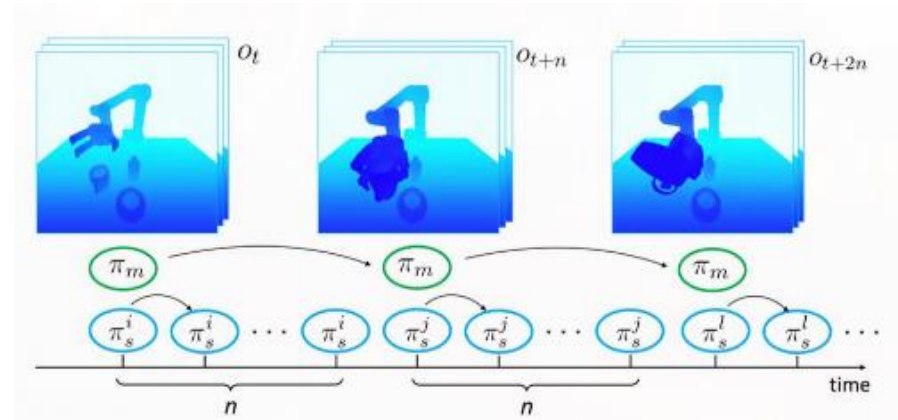 o_t o_{t+n} o_{t+2n}
π_m π_m π_m
π_s^i π_s^i ··· π_s^i π_s^j π_s^j ··· π_s^j π_s^l π_s^l ···
time
n n